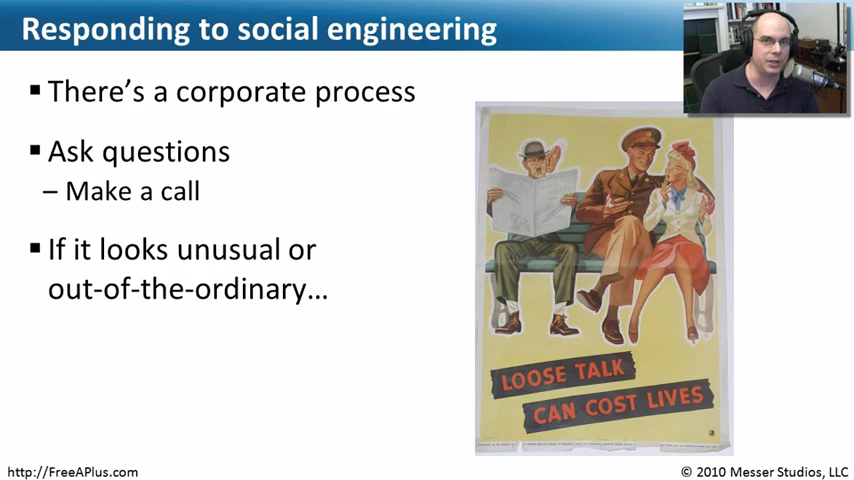 Responding to social engineering
▪ There's a corporate process
▪ Ask questions
– Make a call
▪ If it looks unusual or
out-of-the-ordinary...
LOOSE TALK
CAN COST LIVES
http://FreeAPlus.com
© 2010 Messer Studios, LLC